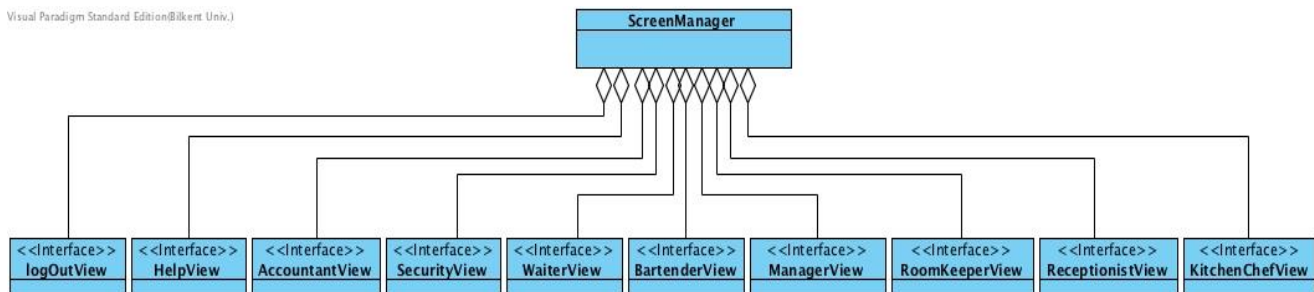 Visual Paradigm Standard Edition(Bilkent Univ.)
ScreenManager
<<Interface>>
logOutView
<<Interface>>
HelpView
<<Interface>>
AccountantView
<<Interface>>
SecurityView
<<Interface>>
WaiterView
<<Interface>>
BartenderView
<<Interface>>
ManagerView
<<Interface>>
RoomKeeperView
<<Interface>>
ReceptionistView
<<Interface>>
KitchenChefView